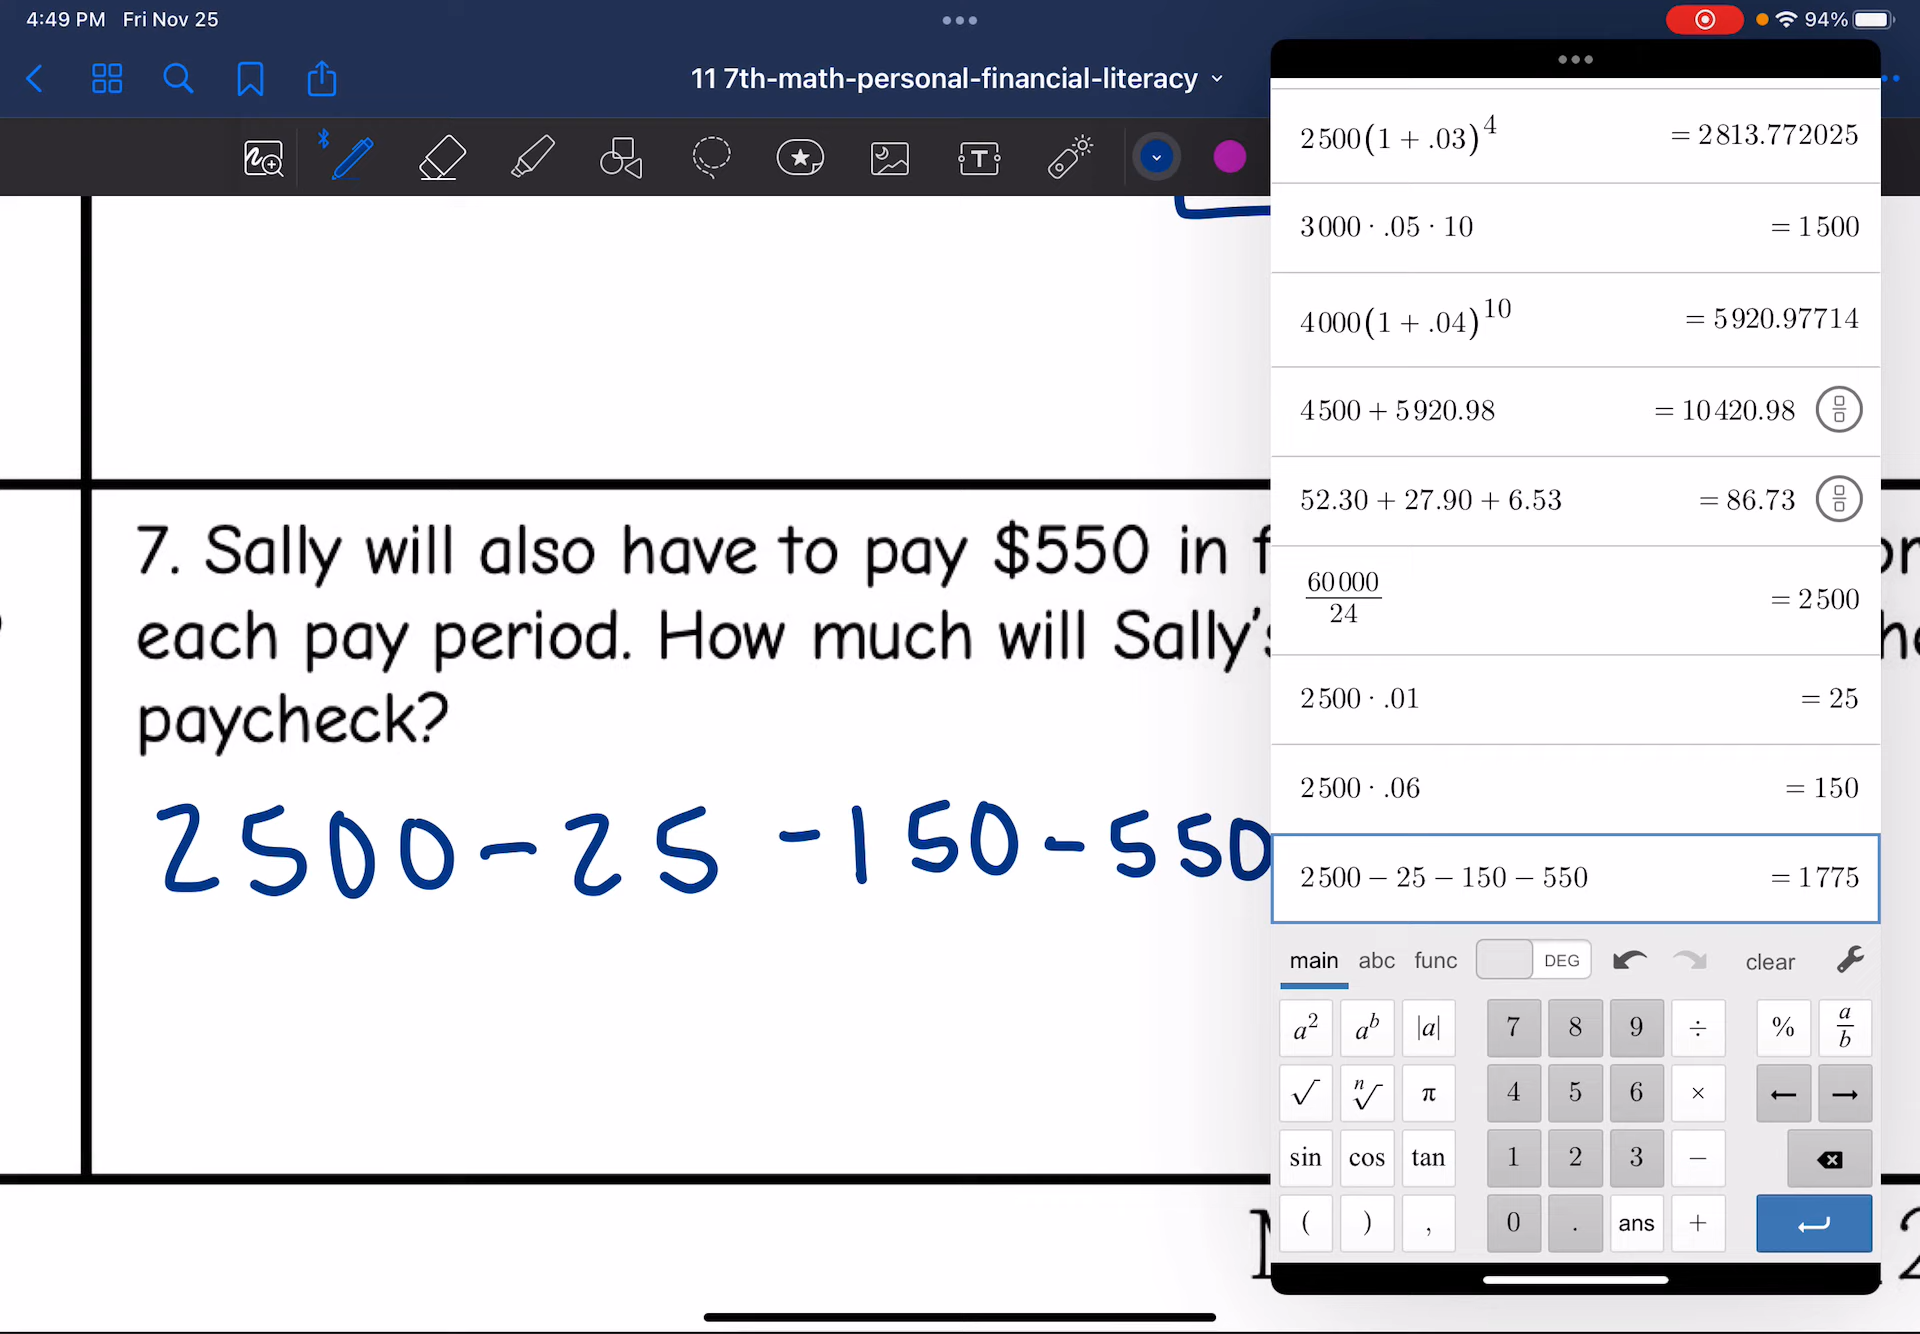 4:49 PM Fri Nov 25
94%
11 7th-math-personal-financial-literacy
T
7. Sally will also have to pay $550 in
each pay period. How much will Sally's
paycheck?
2500-25 -150-550
2500(1 + .03)^4 = 2813.772025
3000 · .05 · 10 = 1500
4000(1 + .04)^10 = 5920.97714
4500 + 5920.98 = 10420.98
52.30 + 27.90 + 6.53 = 86.73
60000
24
= 2500
2500 · .01 = 25
2500 · .06 = 150
2500 − 25 − 150 − 550 = 1775
main abc func DEG clear
a² aᵇ |a| 7 8 9 ÷ % a/b
√ ⁿ√ π 4 5 6 × ← →
sin cos tan 1 2 3 −
( ) , 0 . ans +